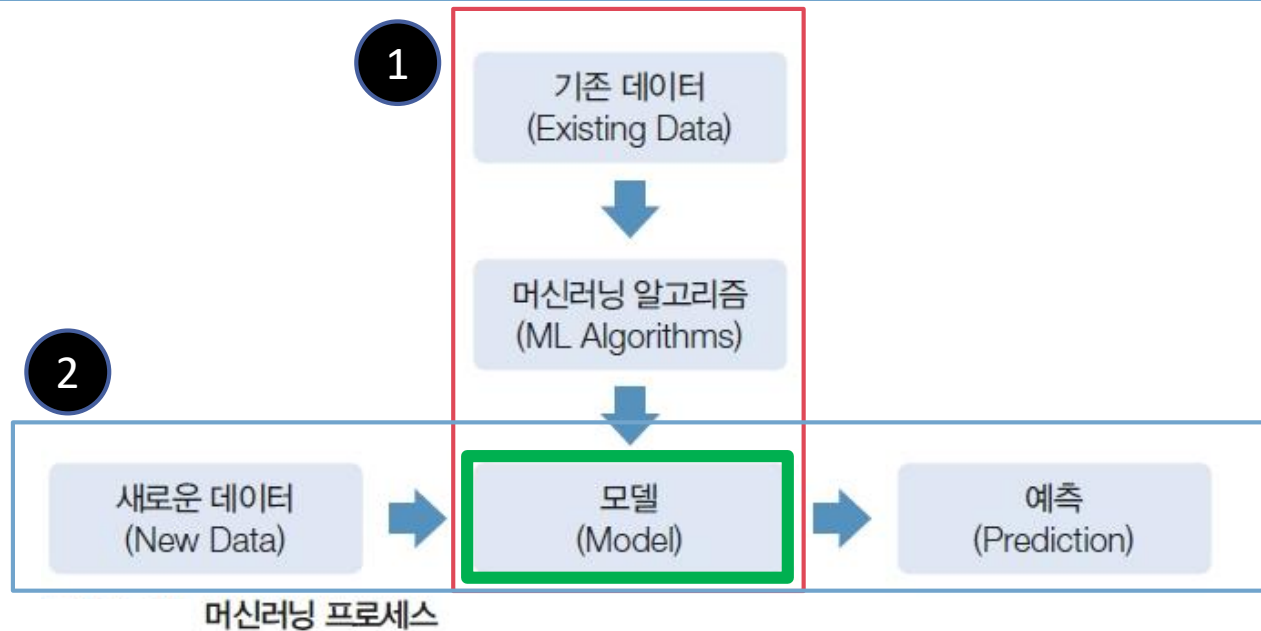 1
기존 데이터
(Existing Data)
머신러닝 알고리즘
(ML Algorithms)
2
새로운 데이터
(New Data)
모델
(Model)
예측
(Prediction)
머신러닝 프로세스